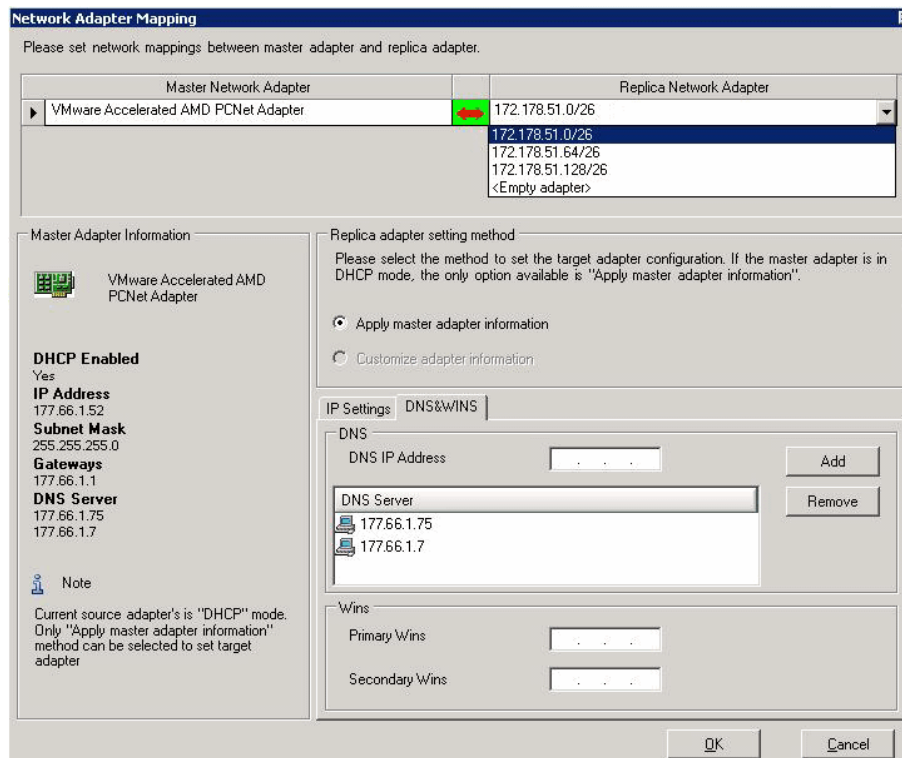 Network Adapter Mapping
Please set network mappings between master adapter and replica adapter.
Master Network Adapter
Replica Network Adapter
VMware Accelerated AMD PCNet Adapter
172.178.51.0/26
172.178.51.0/26
172.178.51.64/26
172.178.51.128/26
<Empty adapter>
Master Adapter Information
VMware Accelerated AMD
PCNet Adapter
DHCP Enabled
Yes
IP Address
177.66.1.52
Subnet Mask
255.255.255.0
Gateways
177.66.1.1
DNS Server
177.66.1.75
177.66.1.7
Note
Current source adapter's is "DHCP" mode.
Only "Apply master adapter information"
method can be selected to set target
adapter
Replica adapter setting method
Please select the method to set the target adapter configuration. If the master adapter is in
DHCP mode, the only option available is "Apply master adapter information".
Apply master adapter information
Customize adapter information
IP Settings
DNS&WINS
DNS
DNS IP Address
. . .
Add
DNS Server
Remove
177.66.1.75
177.66.1.7
Wins
Primary Wins
. . .
Secondary Wins
. . .
OK
Cancel